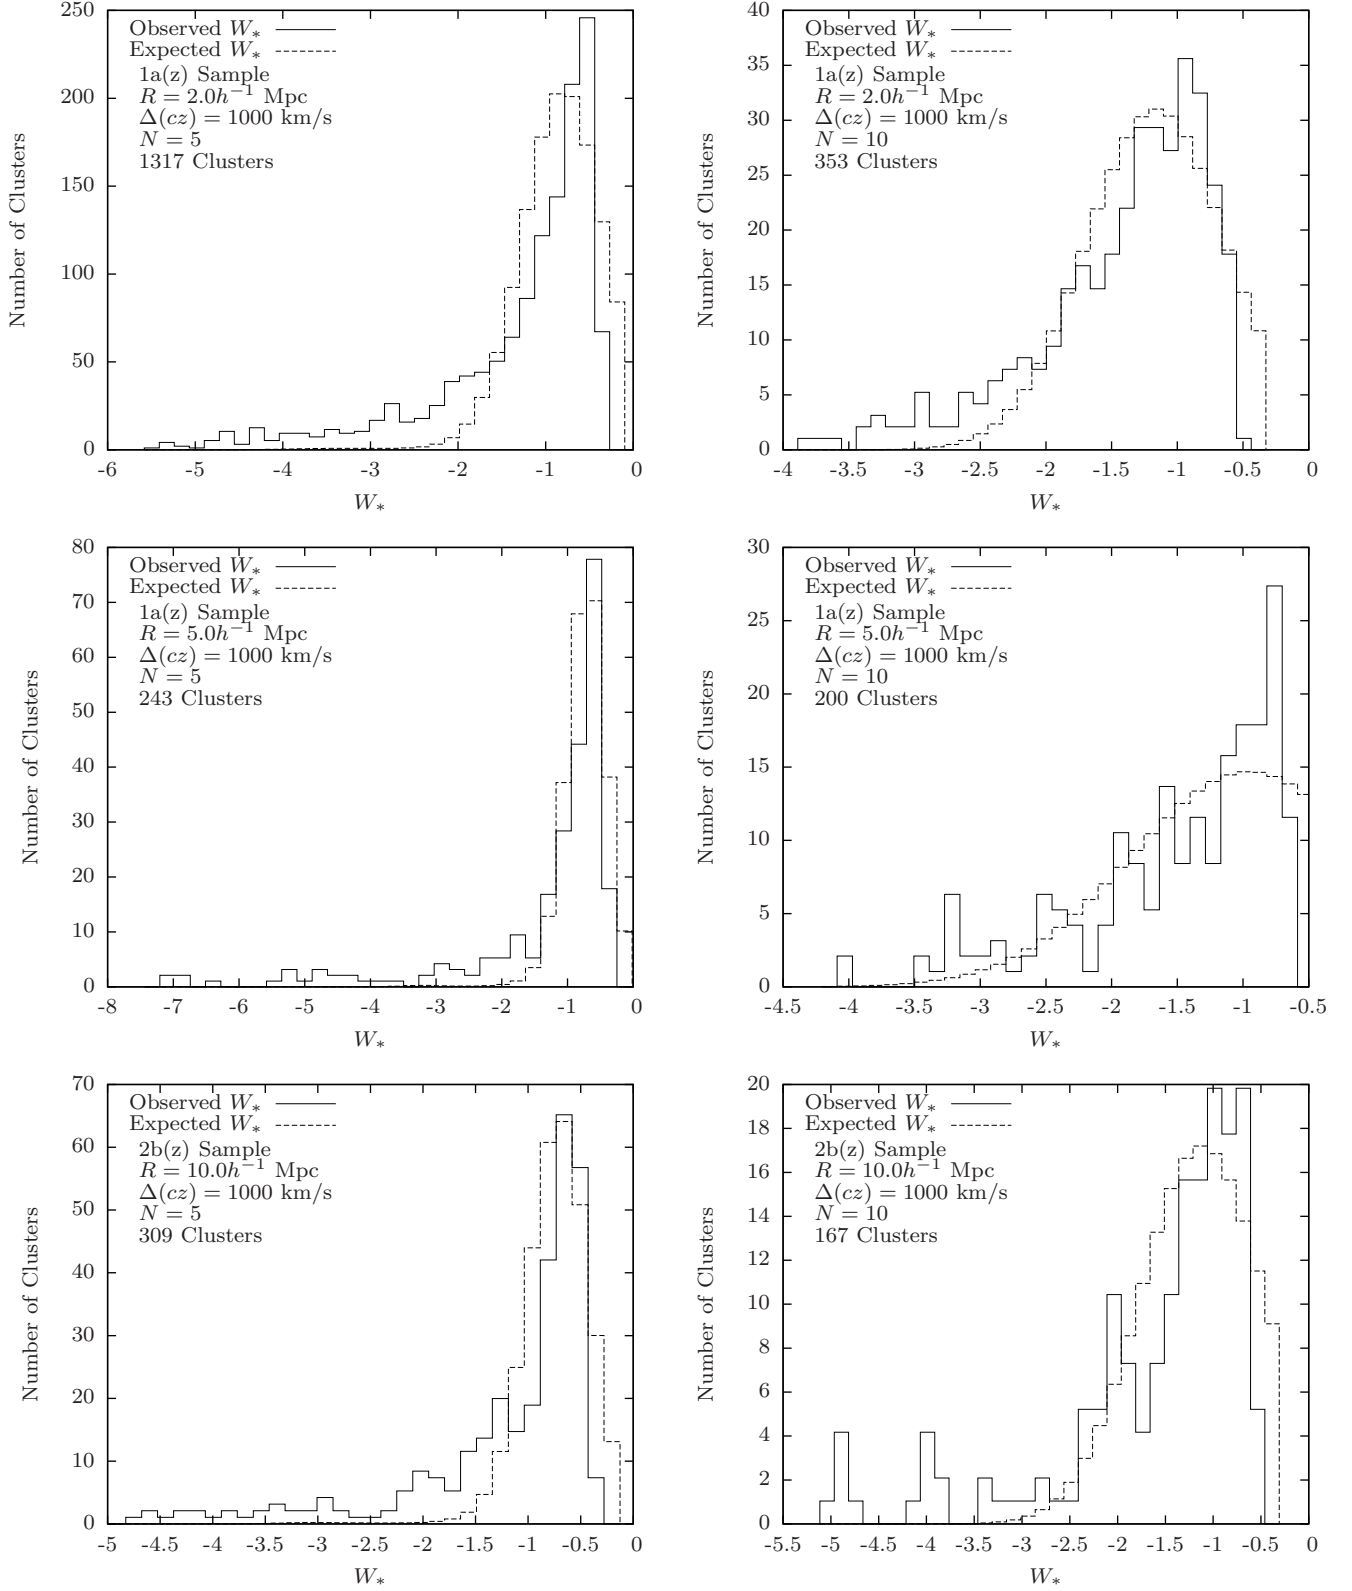 250
200
150
100
50
0
-6 -5 -4 -3 -2 -1 0
Number of Clusters
W*
Observed W*
Expected W*
1a(z) Sample
R = 2.0h⁻¹ Mpc
Δ(cz) = 1000 km/s
N = 5
1317 Clusters
40
35
30
25
20
15
10
5
0
-4 -3.5 -3 -2.5 -2 -1.5 -1 -0.5 0
Number of Clusters
W*
Observed W*
Expected W*
1a(z) Sample
R = 2.0h⁻¹ Mpc
Δ(cz) = 1000 km/s
N = 10
353 Clusters
80
70
60
50
40
30
20
10
0
-8 -7 -6 -5 -4 -3 -2 -1 0
Number of Clusters
W*
Observed W*
Expected W*
1a(z) Sample
R = 5.0h⁻¹ Mpc
Δ(cz) = 1000 km/s
N = 5
243 Clusters
30
25
20
15
10
5
0
-4.5 -4 -3.5 -3 -2.5 -2 -1.5 -1 -0.5
Number of Clusters
W*
Observed W*
Expected W*
1a(z) Sample
R = 5.0h⁻¹ Mpc
Δ(cz) = 1000 km/s
N = 10
200 Clusters
70
60
50
40
30
20
10
0
-5 -4.5 -4 -3.5 -3 -2.5 -2 -1.5 -1 -0.5 0
Number of Clusters
W*
Observed W*
Expected W*
2b(z) Sample
R = 10.0h⁻¹ Mpc
Δ(cz) = 1000 km/s
N = 5
309 Clusters
20
18
16
14
12
10
8
6
4
2
0
-5.5 -5 -4.5 -4 -3.5 -3 -2.5 -2 -1.5 -1 -0.5 0
Number of Clusters
W*
Observed W*
Expected W*
2b(z) Sample
R = 10.0h⁻¹ Mpc
Δ(cz) = 1000 km/s
N = 10
167 Clusters